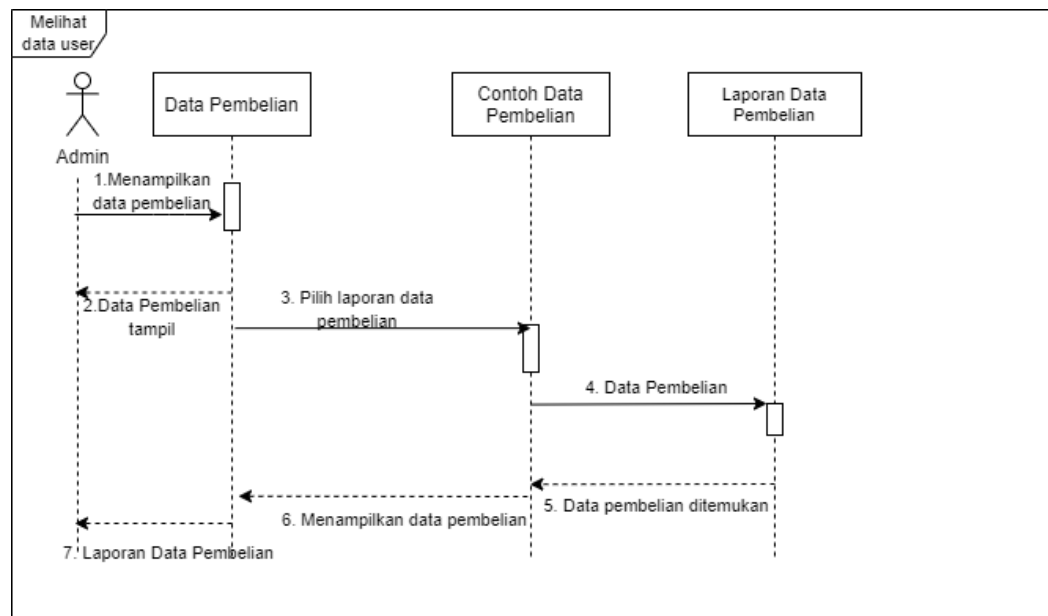 Melihat
data user
Admin
Data Pembelian
Contoh Data
Pembelian
Laporan Data
Pembelian
1.Menampilkan
data pembelian
2.Data Pembelian
tampil
3. Pilih laporan data
pembelian
4. Data Pembelian
5. Data pembelian ditemukan
6. Menampilkan data pembelian
7. Laporan Data Pembelian